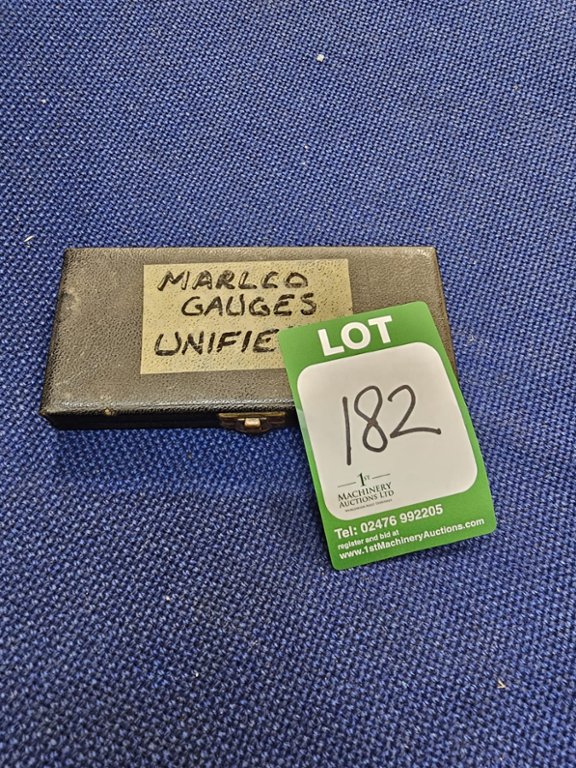 MARLCO
GAUGES
UNIFIE
LOT
182
1ST
MACHINERY
AUCTIONS LTD
Tel: 02476 992205
register and bid at
www.1stMachineryAuctions.com